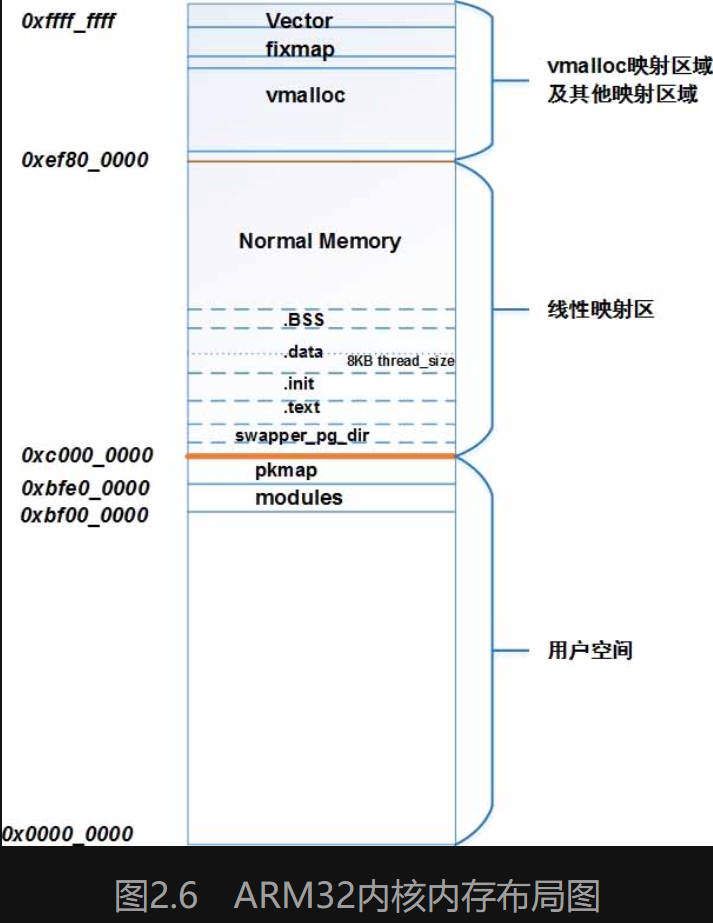 0xffff_ffff
Vector
fixmap
vmalloc
vmalloc映射区域
及其他映射区域
0xef80_0000
Normal Memory
.BSS
线性映射区
.data
8KB thread_size
.init
.text
swapper_pg_dir
0xc000_0000
pkmap
0xbfe0_0000
modules
0xbf00_0000
用户空间
0x0000_0000
图2.6 ARM32内核内存布局图